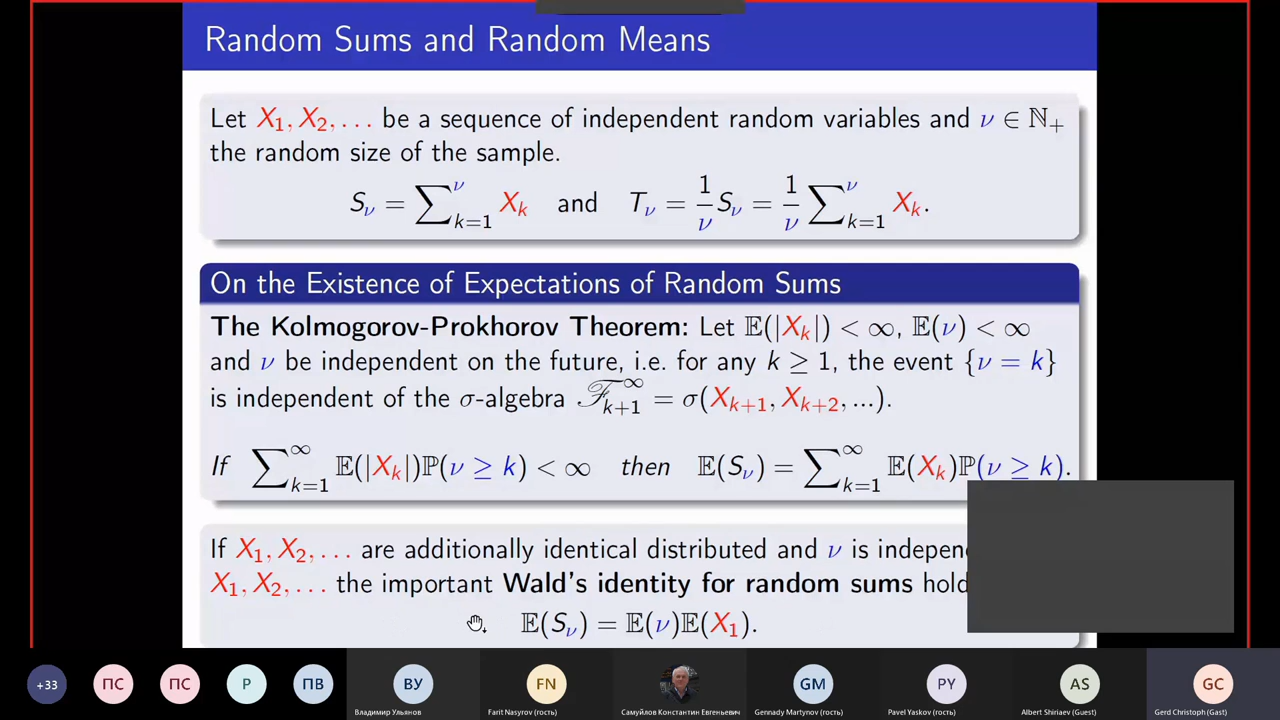 Random Sums and Random Means
Let X₁, X₂, . . . be a sequence of independent random variables and ν ∈ ℕ₊
the random size of the sample.
S_ν = ∑_{k=1}^{ν} X_k and T_ν = \frac{1}{ν} S_ν = \frac{1}{ν} ∑_{k=1}^{ν} X_k.
On the Existence of Expectations of Random Sums
The Kolmogorov-Prokhorov Theorem: Let 𝔼(|X_k|) < ∞, 𝔼(ν) < ∞
and ν be independent on the future, i.e. for any k ≥ 1, the event {ν = k}
is independent of the σ-algebra ℱ_{k+1}^{∞} = σ(X_{k+1}, X_{k+2}, ...).
If ∑_{k=1}^{∞} 𝔼(|X_k|)ℙ(ν ≥ k) < ∞ then 𝔼(S_ν) = ∑_{k=1}^{∞} 𝔼(X_k)ℙ(ν ≥ k).
If X₁, X₂, . . . are additionally identical distributed and ν is
X₁, X₂, . . . the important Wald's identity for random sums
𝔼(S_ν) = 𝔼(ν)𝔼(X₁).
+33 ПС ПС Р ПВ ВУ FN GM PY AS GC
Владимир Ульянов Farit Nasyrov (гость) Самуйлов Константин Евгеньевич Gennady Martynov (гость) Pavel Yaskov (гость) Albert Shiriaev (Guest) Gerd Christoph (Gast)